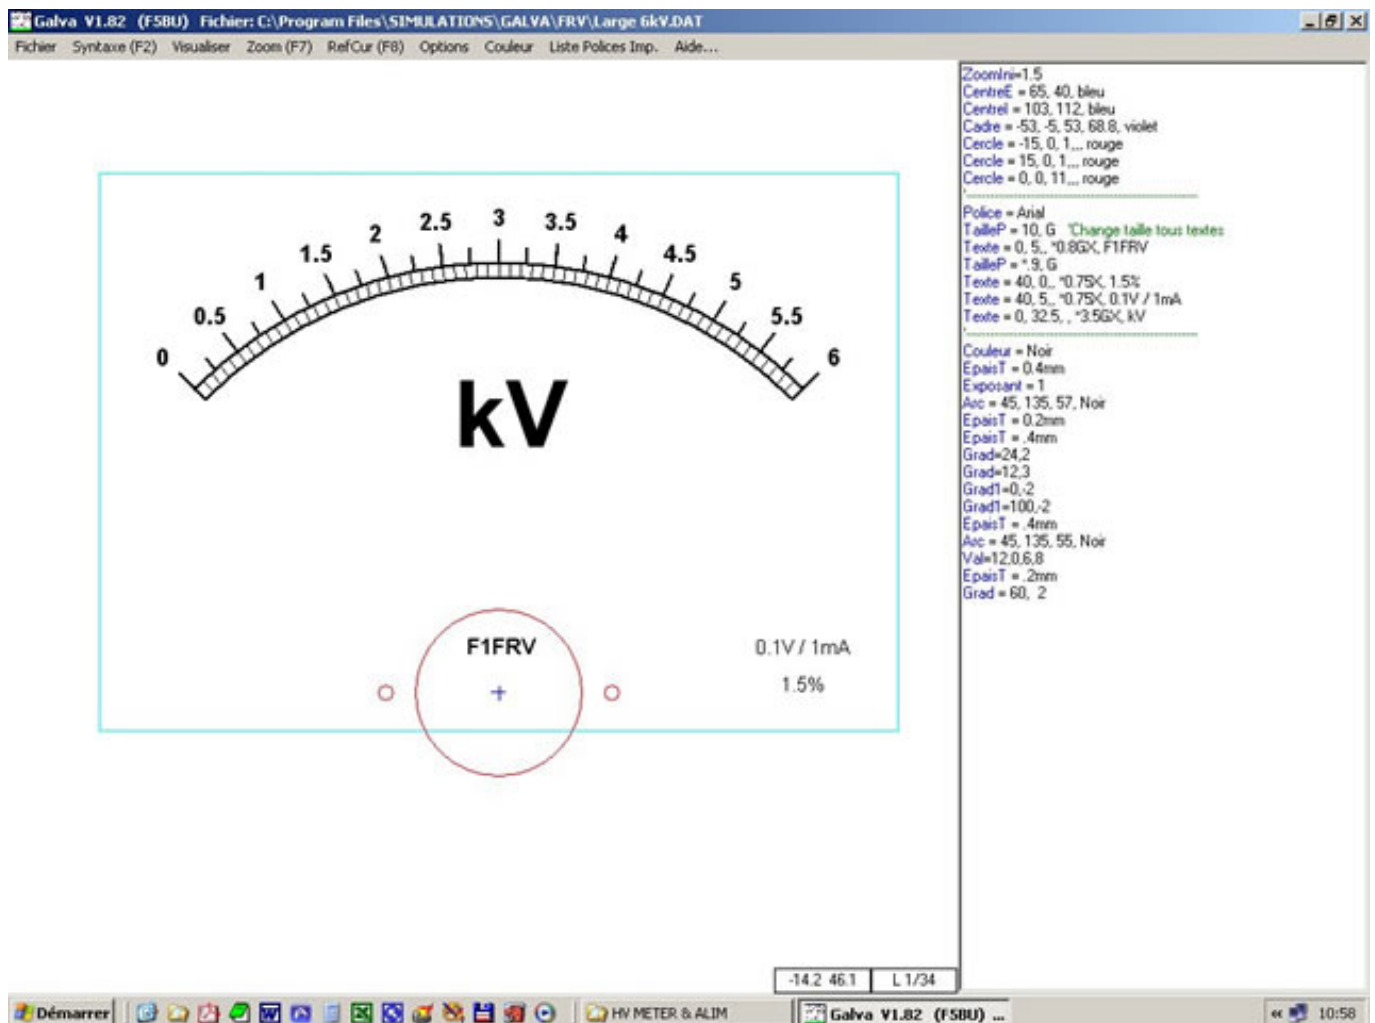 Galva V1.82 (F5BU) Fichier: C:\Program Files\SIMULATIONS\GALVA\FRV\Large 6kV.DAT
Fichier Syntaxe (F2) Visualiser Zoom (F7) RefCur (F8) Options Couleur Liste Polices Imp. Aide...
0 0.5 1 1.5 2 2.5 3 3.5 4 4.5 5 5.5 6
kV
F1FRV
0.1V / 1mA
1.5%
ZoomIni=1.5
CentreE = 65, 40, bleu
CentreI = 103, 112, bleu
Cadre = -53, -5, 53, 68.8, violet
Cercle = -15, 0, 1,,, rouge
Cercle = 15, 0, 1,,, rouge
Cercle = 0, 0, 11,,, rouge
'--------------------------------------------------
Police = Arial
TailleP = 10, G 'Change taille tous textes
Texte = 0, 5,, *0.8GX, F1FRV
TailleP = *.9, G
Texte = 40, 0,, *0.75X, 1.5%
Texte = 40, 5,, *0.75X, 0.1V / 1mA
Texte = 0, 32.5, , *3.5GX, kV
'--------------------------------------------------
Couleur = Noir
EpaisT = 0.4mm
Exposant = 1
Arc = 45, 135, 57, Noir
EpaisT = 0.2mm
EpaisT = .4mm
Grad=24,2
Grad=12,3
Grad1=0,-2
Grad1=100,-2
EpaisT = .4mm
Arc = 45, 135, 55, Noir
Val=12,0,6,8
EpaisT = .2mm
Grad = 60, 2
-14.2 46.1 L 1/34
Démarrer HV METER & ALIM Galva V1.82 (F5BU) ... « 10:58